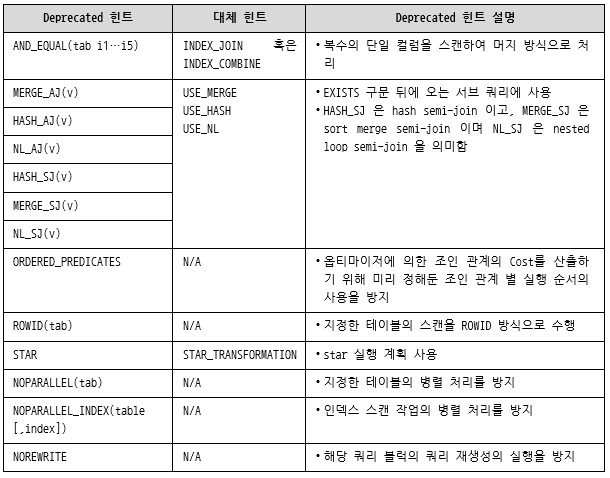 Deprecated 힌트
대체 힌트
Deprecated 힌트 설명
AND_EQUAL(tab i1…i5)
INDEX_JOIN 혹은
INDEX_COMBINE
•복수의 단일 컬럼을 스캔하여 머지 방식으로 처
리
MERGE_AJ(v)
HASH_AJ(v)
NL_AJ(v)
HASH_SJ(v)
MERGE_SJ(v)
NL_SJ(v)
USE_MERGE
USE_HASH
USE_NL
•EXISTS 구문 뒤에 오는 서브 쿼리에 사용
•HASH_SJ 은 hash semi-join 이고, MERGE_SJ 은
sort merge semi-join 이며 NL_SJ 은 nested
loop semi-join 을 의미함
ORDERED_PREDICATES
N/A
•옵티마이저에 의한 조인 관계의 Cost를 산출하
기 위해 미리 정해둔 조인 관계 별 실행 순서의
사용을 방지
ROWID(tab)
N/A
•지정한 테이블의 스캔을 ROWID 방식으로 수행
STAR
STAR_TRANSFORMATION
•star 실행 계획 사용
NOPARALLEL(tab)
N/A
•지정한 테이블의 병렬 처리를 방지
NOPARALLEL_INDEX(table
[,index])
N/A
•인덱스 스캔 작업의 병렬 처리를 방지
NOREWRITE
N/A
•해당 쿼리 블럭의 쿼리 재생성의 실행을 방지